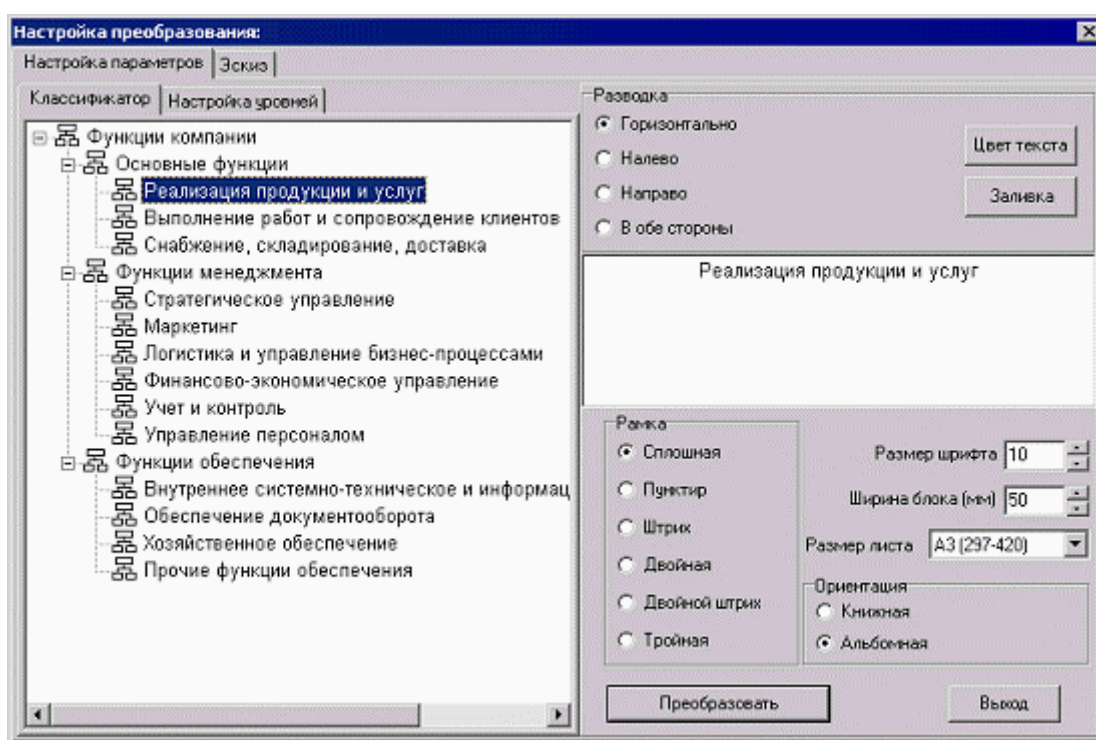 Настройка преобразования:
Настройка параметров
Эскиз
Классификатор
Настройка уровней
Функции компании
Основные функции
Реализация продукции и услуг
Выполнение работ и сопровождение клиентов
Снабжение, складирование, доставка
Функции менеджмента
Стратегическое управление
Маркетинг
Логистика и управление бизнес-процессами
Финансово-экономическое управление
Учет и контроль
Управление персоналом
Функции обеспечения
Внутреннее системно-техническое и информац
Обеспечение документооборота
Хозяйственное обеспечение
Прочие функции обеспечения
Разводка
Горизонтально
Налево
Направо
В обе стороны
Цвет текста
Заливка
Реализация продукции и услуг
Рамка
Сплошная
Пунктир
Штрих
Двойная
Двойной штрих
Тройная
Размер шрифта 10
Ширина блока (мм) 50
Размер листа А3 (297-420)
Ориентация
Книжная
Альбомная
Преобразовать
Выход